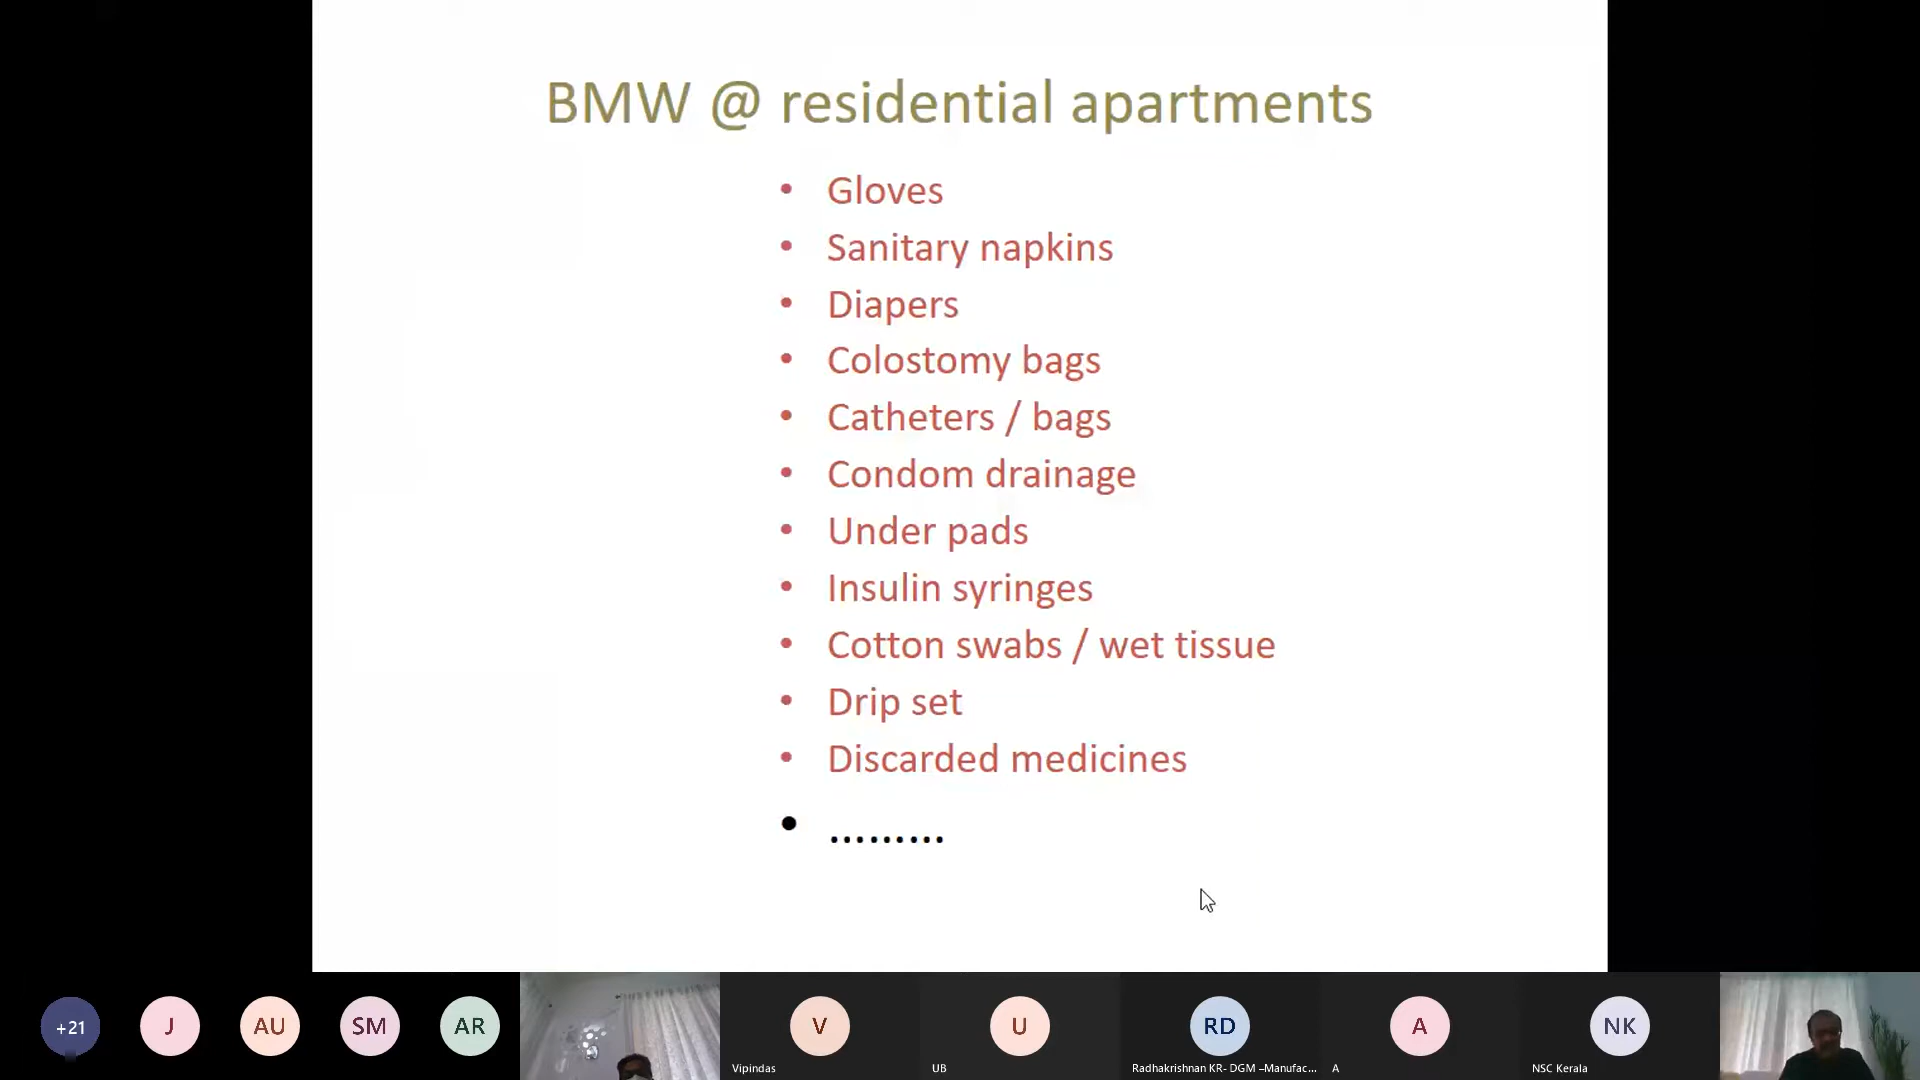 BMW @ residential apartments
• Gloves
• Sanitary napkins
• Diapers
• Colostomy bags
• Catheters / bags
• Condom drainage
• Under pads
• Insulin syringes
• Cotton swabs / wet tissue
• Drip set
• Discarded medicines
• .........
+21
J
AU
SM
AR
V
U
RD
A
NK
Vipindas
UB
Radhakrishnan KR- DGM –Manufac...
A
NSC Kerala